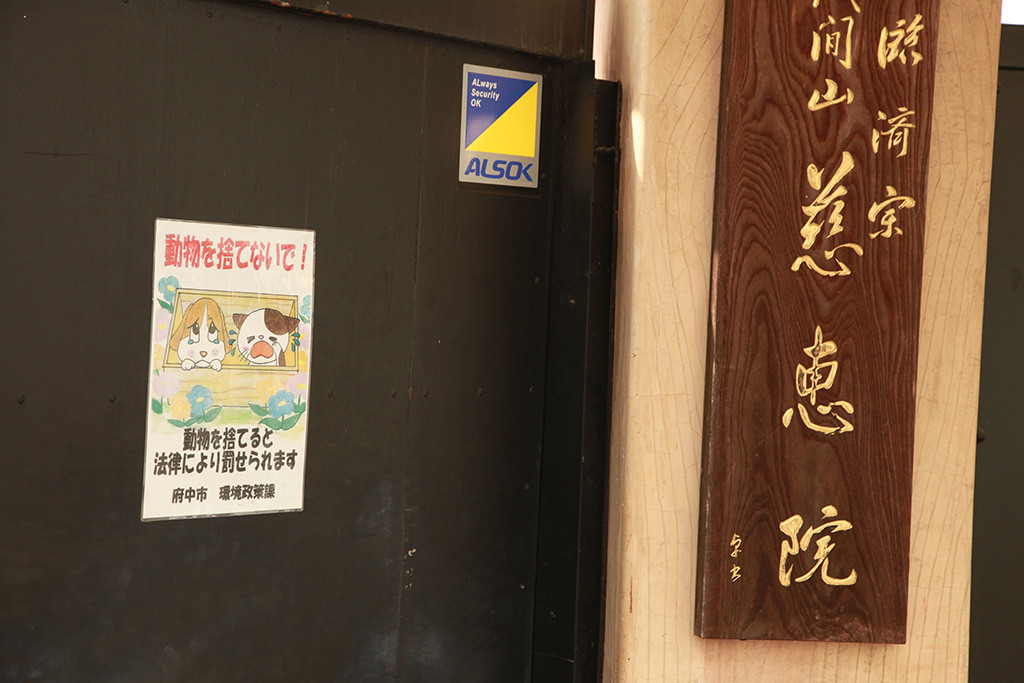 ALways
Security
OK
ALSOK
動物を捨てないで!
動物を捨てると
法律により罰せられます
府中市 環境政策課
臨済宗
間山
慈恵院